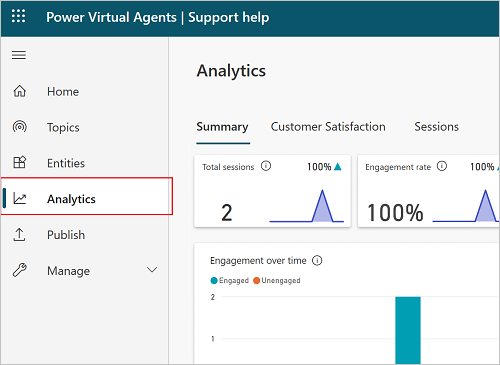 Power Virtual Agents | Support help
Home
Topics
Entities
Analytics
Publish
Manage
Analytics
Summary Customer Satisfaction Sessions
Total sessions 100%
2
Engagement rate 100%
100%
Engagement over time
Engaged Unengaged
2
1